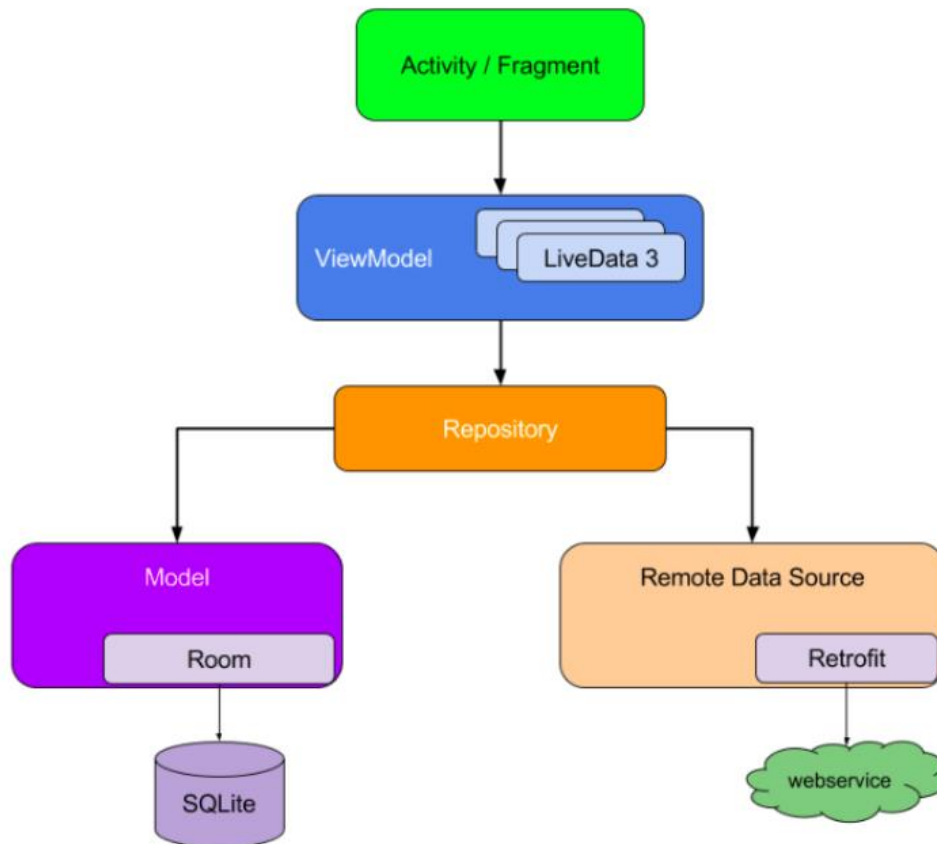 Activity / Fragment
ViewModel
LiveData 3
Repository
Model
Remote Data Source
Room
Retrofit
SQLite
webservice